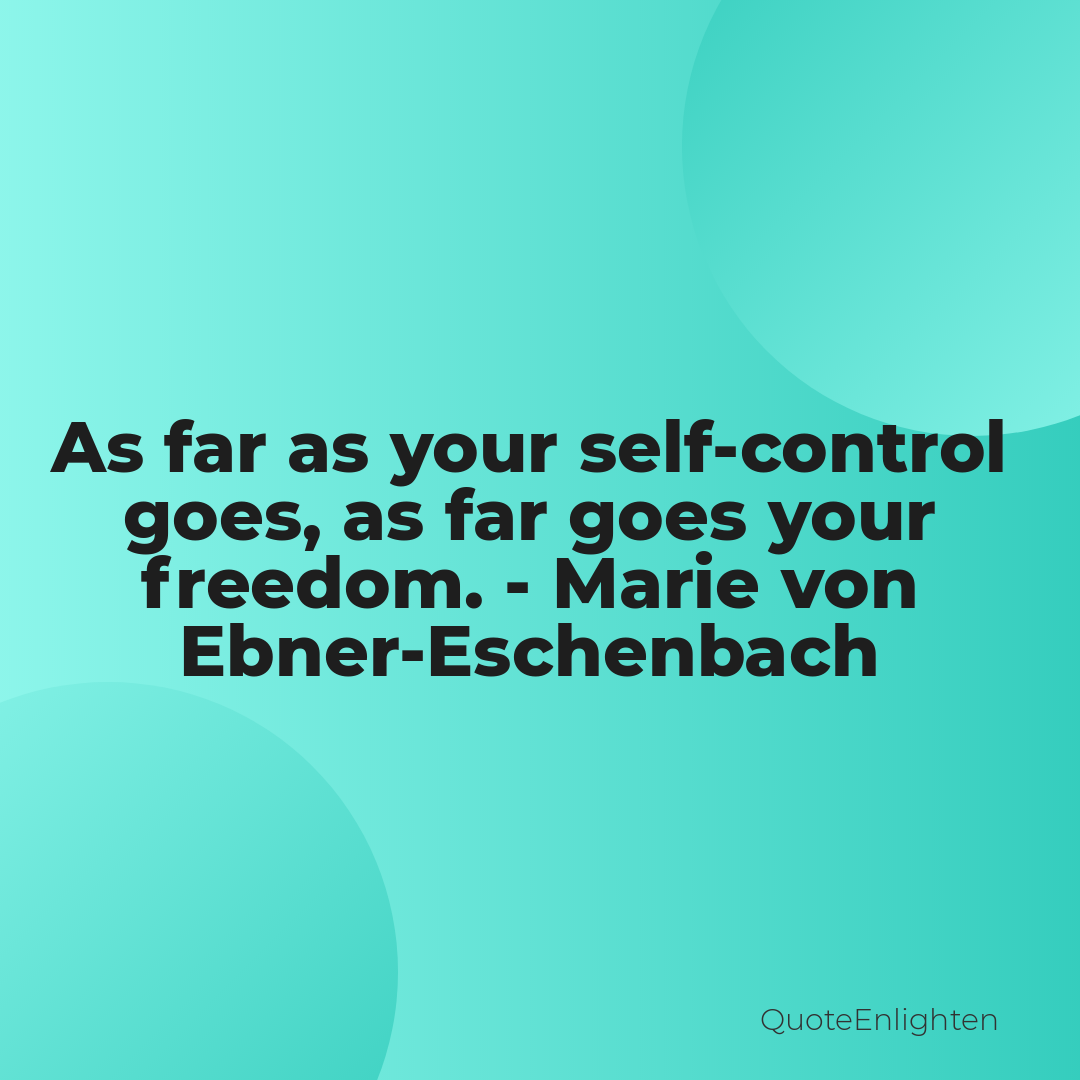 As far as your self-control
goes, as far goes your
freedom. - Marie von
Ebner-Eschenbach
QuoteEnlighten